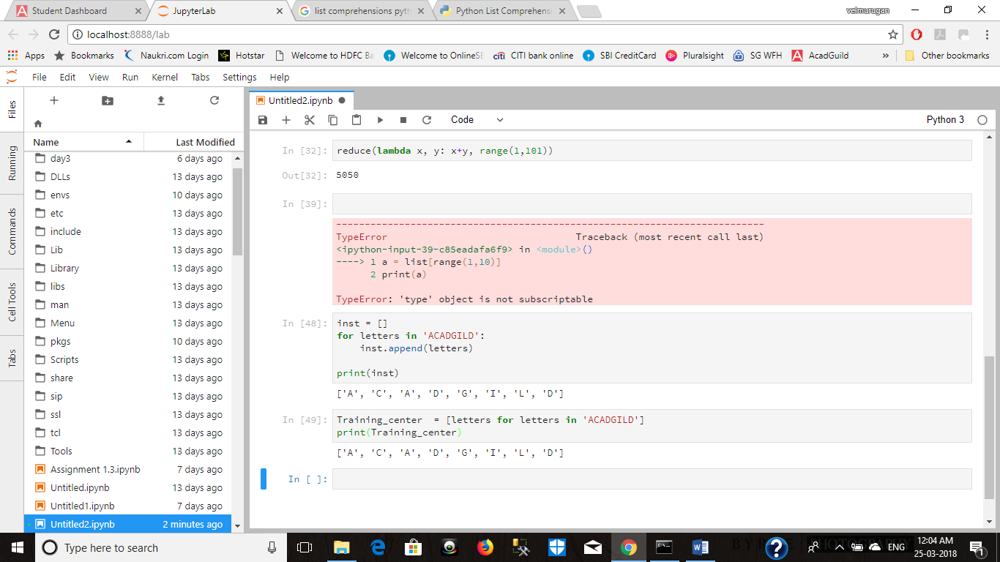 Student Dashboard
JupyterLab
list comprehensions pyth
Python List Comprehens
velmurugan
localhost:8888/lab
Apps
Bookmarks
Naukri.com Login
Hotstar
Welcome to HDFC Ba
Welcome to OnlineSB
CITI bank online
SBI CreditCard
Pluralsight
SG WFH
AcadGuild
»
Other bookmarks
File Edit View Run Kernel Tabs Settings Help
Files
Running
Commands
Cell Tools
Tabs
Name Last Modified
day3 6 days ago
DLLs 13 days ago
envs 10 days ago
etc 13 days ago
include 13 days ago
Lib 13 days ago
Library 13 days ago
libs 13 days ago
man 13 days ago
Menu 13 days ago
pkgs 10 days ago
Scripts 13 days ago
share 13 days ago
sip 13 days ago
ssl 13 days ago
tcl 13 days ago
Tools 13 days ago
Assignment 1.3.ipynb 7 days ago
Untitled.ipynb 13 days ago
Untitled1.ipynb 7 days ago
Untitled2.ipynb 2 minutes ago
Untitled2.ipynb
Code
Python 3
In [32]: reduce(lambda x, y: x+y, range(1,101))
Out[32]: 5050
In [39]:
---------------------------------------------------------------------------
TypeError Traceback (most recent call last)
<ipython-input-39-c85eadafa6f9> in <module>()
----> 1 a = list[range(1,10)]
2 print(a)
TypeError: 'type' object is not subscriptable
In [48]: inst = []
for letters in 'ACADGILD':
inst.append(letters)
print(inst)
['A', 'C', 'A', 'D', 'G', 'I', 'L', 'D']
In [49]: Training_center = [letters for letters in 'ACADGILD']
print(Training_center)
['A', 'C', 'A', 'D', 'G', 'I', 'L', 'D']
In [ ]:
Type here to search
PHOTOGRAPHY
ENG
12:04 AM
25-03-2018
1